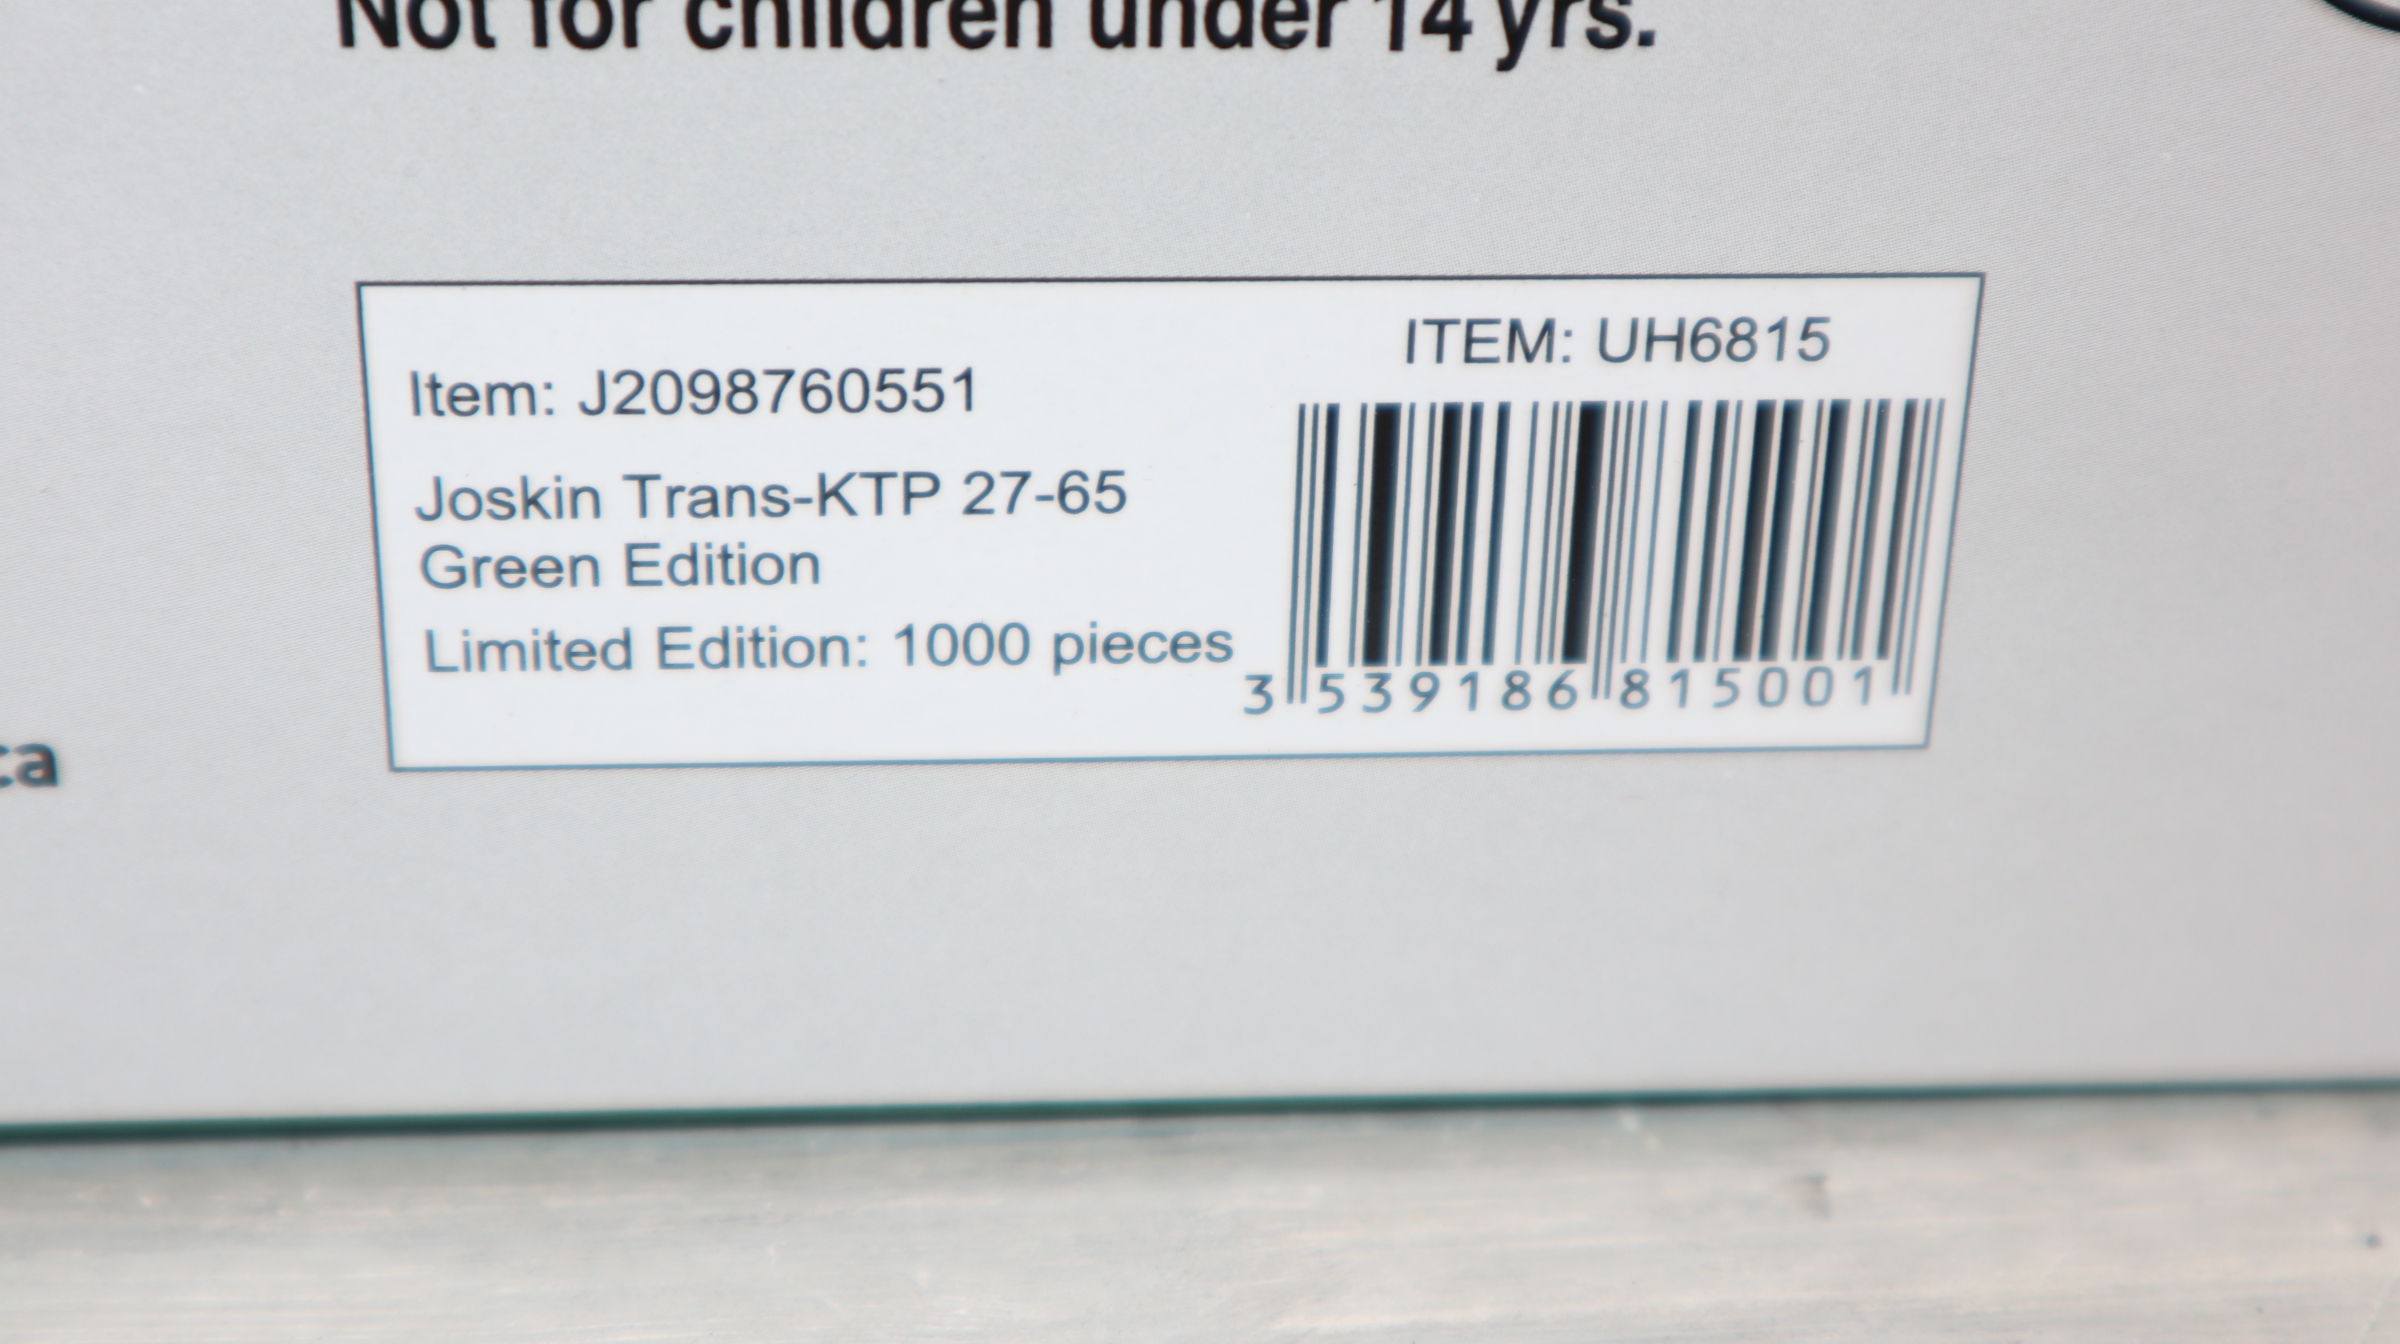 Not for children under 14 yrs.
Item: J2098760551
Joskin Trans-KTP 27-65
Green Edition
Limited Edition: 1000 pieces
ITEM: UH6815
3 539186 815001